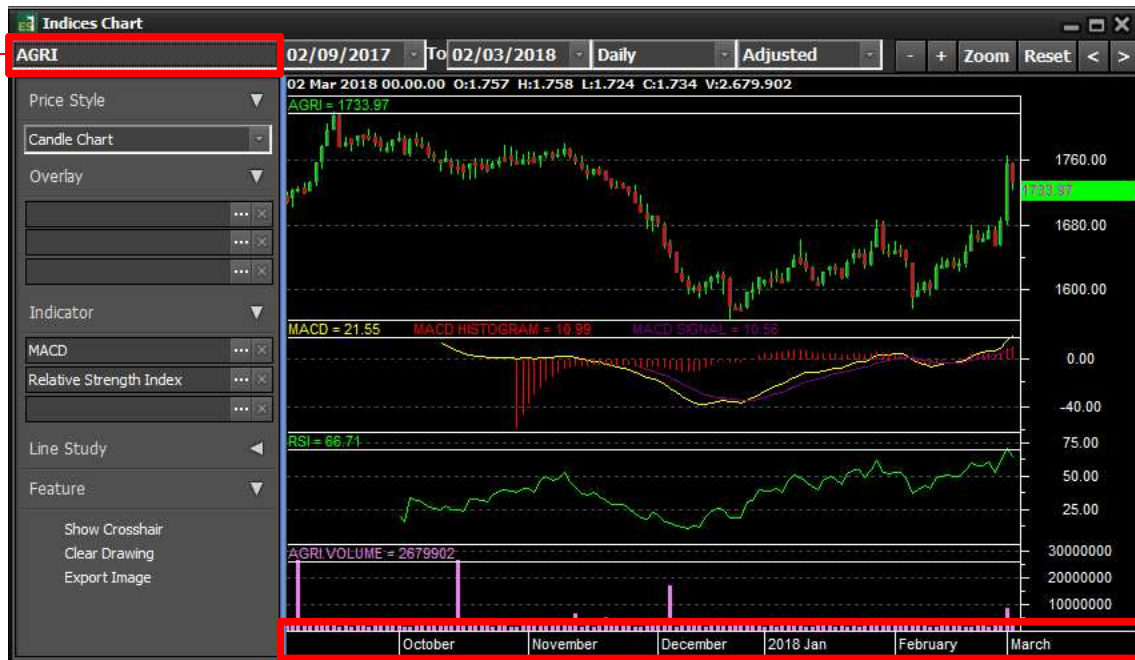 Indices Chart
AGRI 02/09/2017 To 02/03/2018 Daily Adjusted - + Zoom Reset < >
02 Mar 2018 00.00.00 O:1.757 H:1.758 L:1.724 C:1.734 V:2.679.902
Price Style
AGRI = 1733.97
Candle Chart
Overlay
1760.00
1733.97
1680.00
1600.00
Indicator
MACD
Relative Strength Index
MACD = 21.55 MACD HISTOGRAM = 10.99 MACD SIGNAL = 10.56
0.00
-40.00
Line Study
RSI = 66.71
75.00
50.00
25.00
Feature
Show Crosshair
Clear Drawing
Export Image
AGRI.VOLUME = 2679902
30000000
20000000
10000000
October November December 2018 Jan February March